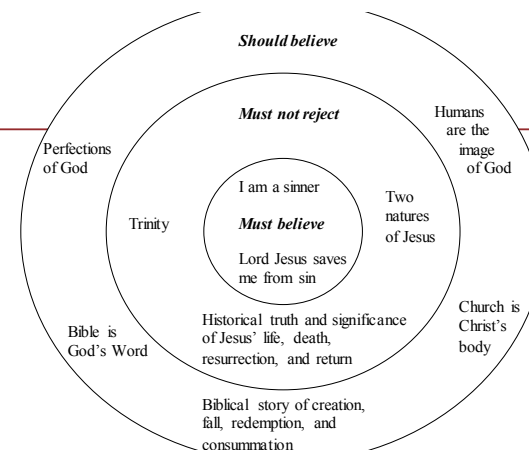 Should believe
Must not reject
Humans
are the
image
of God
Perfections
of God
I am a sinner
Must believe
Lord Jesus saves
me from sin
Trinity
Two
natures
of Jesus
Historical truth and significance
of Jesus' life, death,
resurrection, and return
Bible is
God's Word
Church is
Christ's
body
Biblical story of creation,
fall, redemption, and
consummation